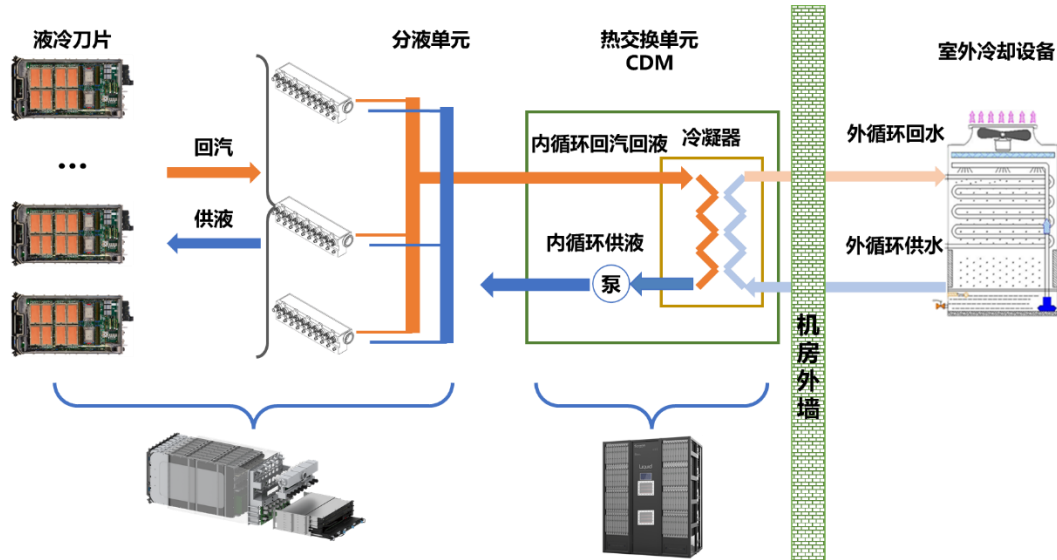 液冷刀片
分液单元
热交换单元
CDM
室外冷却设备
回汽
供液
内循环回汽回液
冷凝器
内循环供液
泵
外循环回水
外循环供水
机房外墙